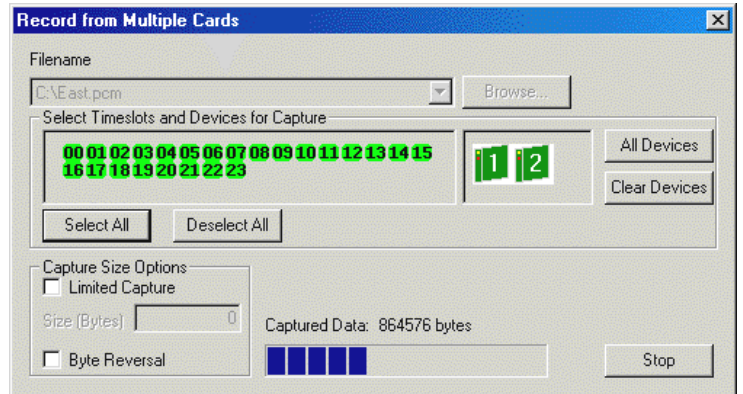 Record from Multiple Cards
Filename
C:\East.pcm
Browse...
Select Timeslots and Devices for Capture
00 01 02 03 04 05 06 07 08 09 10 11 12 13 14 15
16 17 18 19 20 21 22 23
1 2
All Devices
Clear Devices
Select All Deselect All
Capture Size Options
Limited Capture
Size (Bytes) 0
Captured Data: 864576 bytes
Byte Reversal
Stop